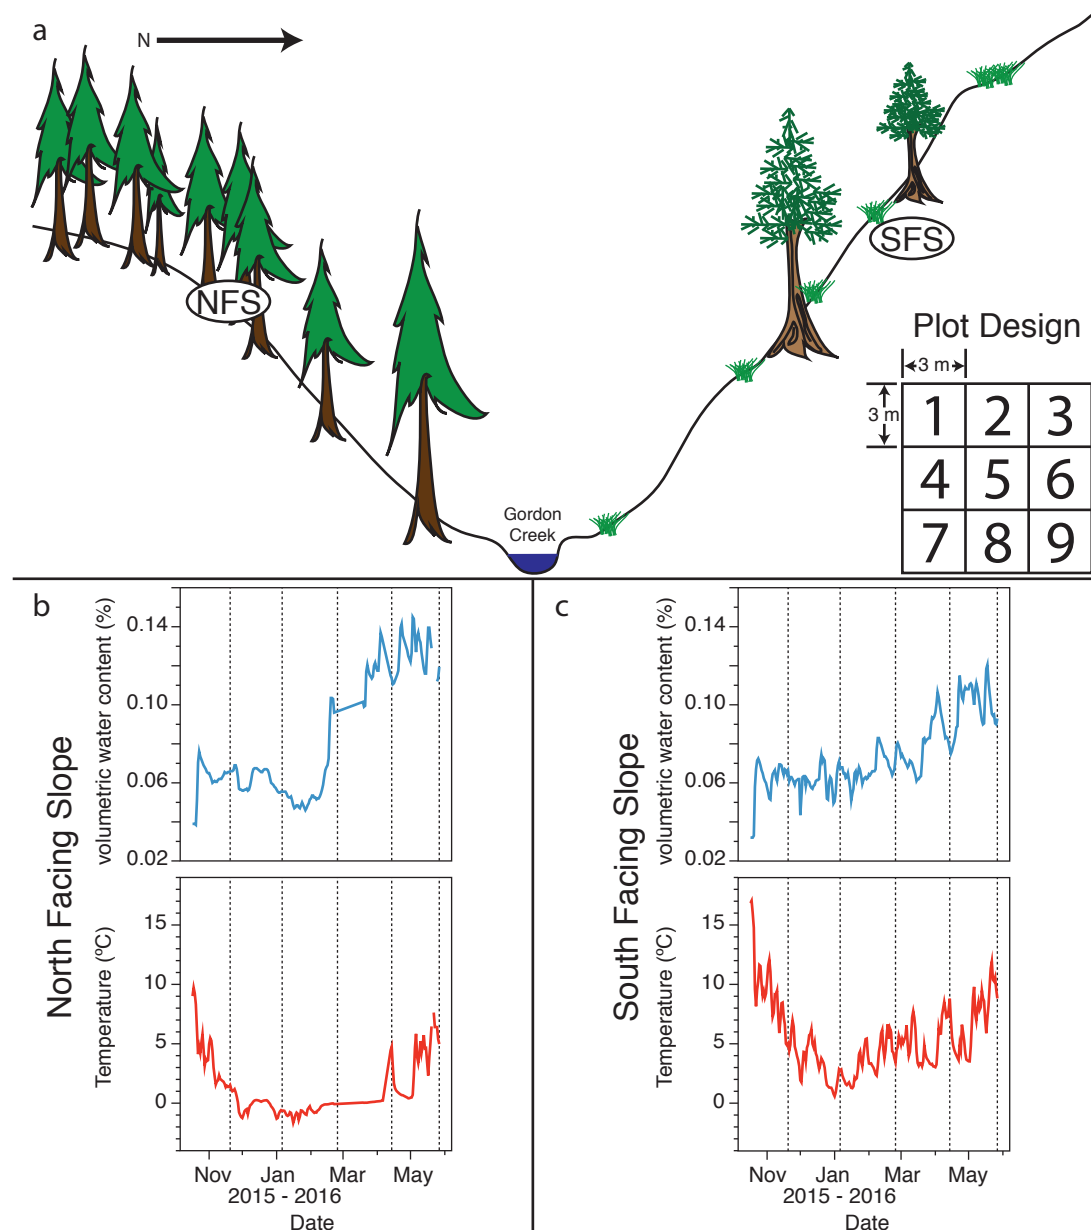 a
N
NFS
SFS
Gordon
Creek
Plot Design
3 m
3 m
1 2 3
4 5 6
7 8 9
b
North Facing Slope
volumetric water content (%)
0.14
0.10
0.06
0.02
Temperature (ºC)
15
10
5
0
Nov Jan Mar May
2015 - 2016
Date
c
South Facing Slope
volumetric water content (%)
0.14
0.10
0.06
0.02
Temperature (ºC)
15
10
5
0
Nov Jan Mar May
2015 - 2016
Date